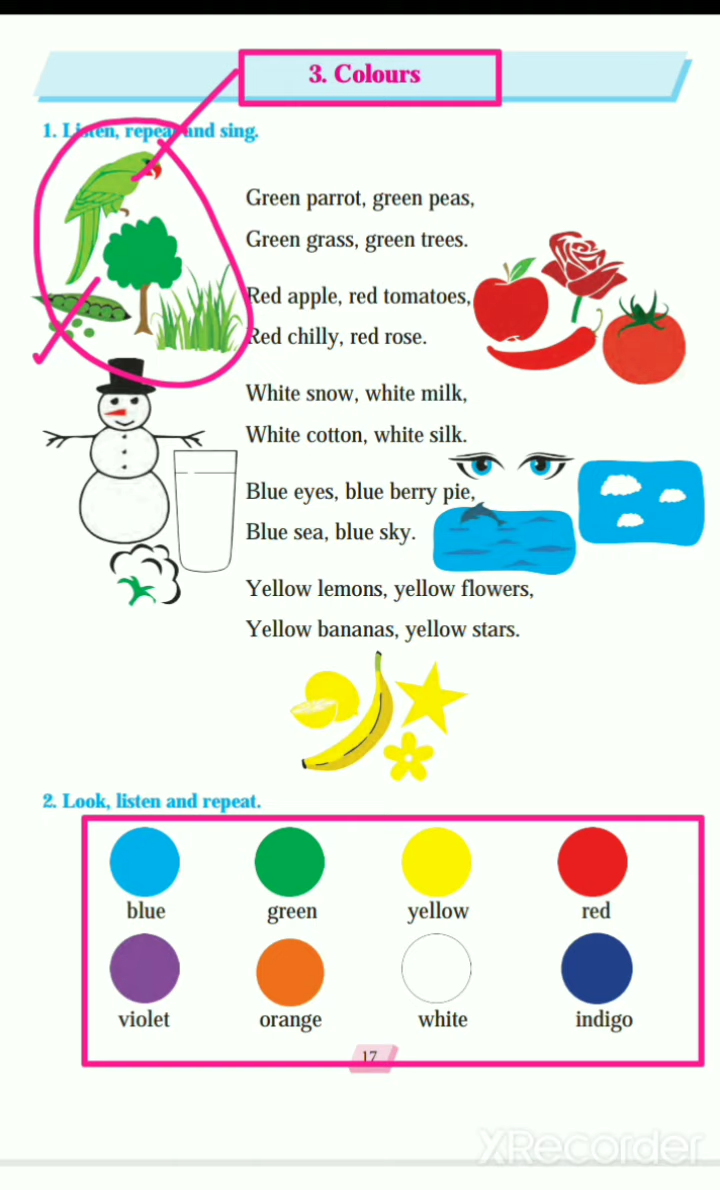 3. Colours
1. Listen, repeat and sing.
Green parrot, green peas,
Green grass, green trees.
Red apple, red tomatoes,
Red chilly, red rose.
White snow, white milk,
White cotton, white silk.
Blue eyes, blue berry pie,
Blue sea, blue sky.
Yellow lemons, yellow flowers,
Yellow bananas, yellow stars.
2. Look, listen and repeat.
blue green yellow red
violet orange white indigo
17
XRecorder